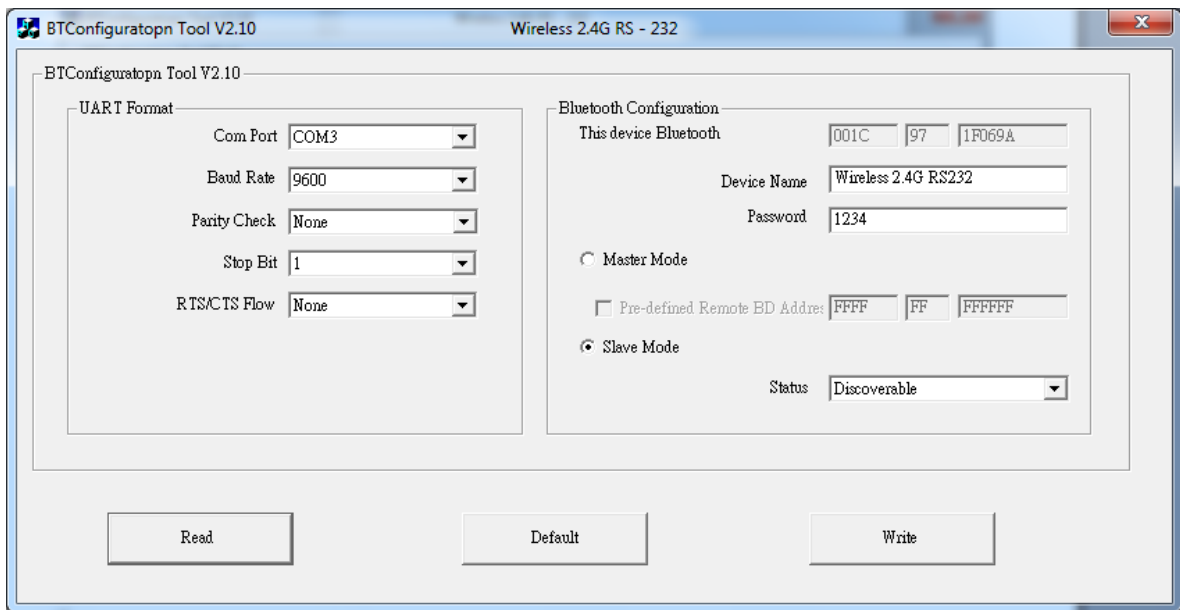 BTConfiguratopn Tool V2.10 Wireless 2.4G RS - 232
BTConfiguratopn Tool V2.10
UART Format
Com Port COM3
Baud Rate 9600
Parity Check None
Stop Bit 1
RTS/CTS Flow None
Bluetooth Configuration
This device Bluetooth 001C 97 1F069A
Device Name Wireless 2.4G RS232
Password 1234
Master Mode
Pre-defined Remote BD Addres FFFF FF FFFFFF
Slave Mode
Status Discoverable
Read Default Write